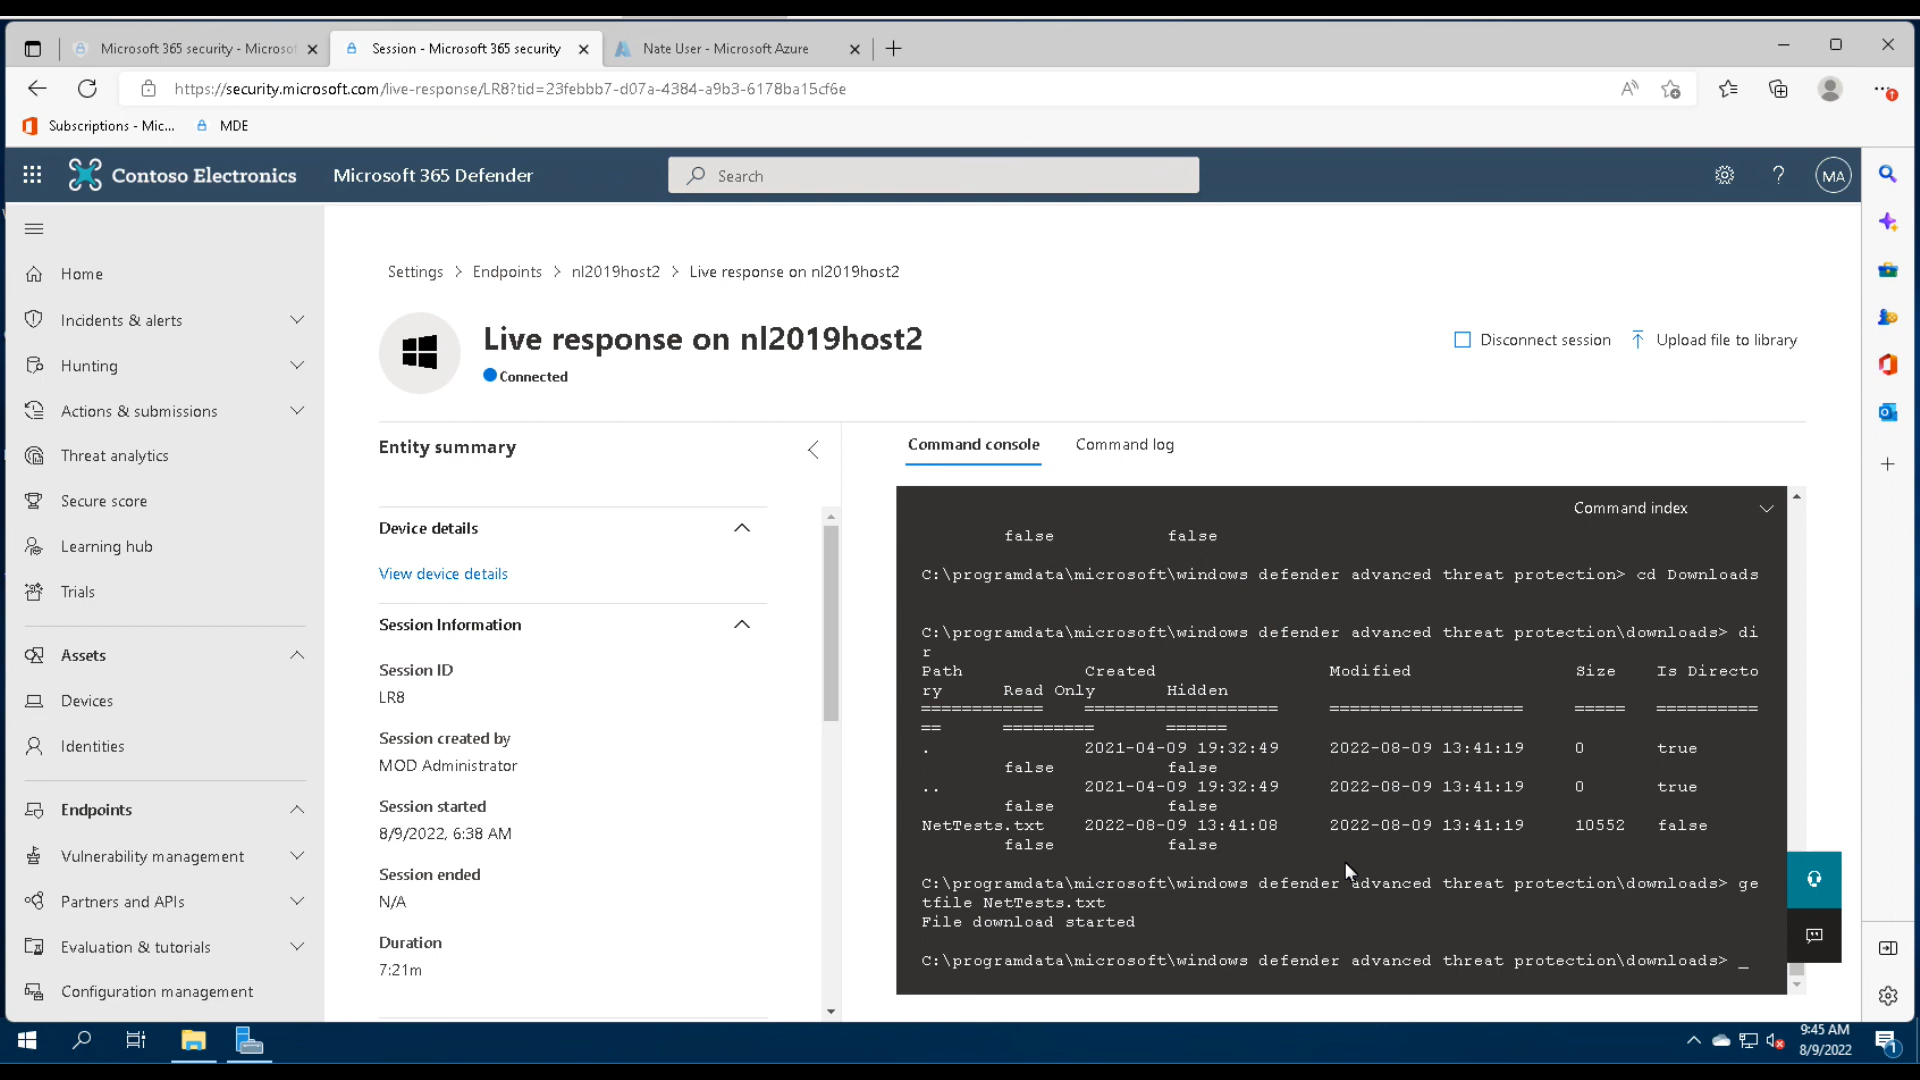 Microsoft 365 security - Microsof
Session - Microsoft 365 security
Nate User - Microsoft Azure
https://security.microsoft.com/live-response/LR8?tid=23febbb7-d07a-4384-a9b3-6178ba15cf6e
Subscriptions - Mic...
MDE
Contoso Electronics
Microsoft 365 Defender
Search
?
MA
Home
Incidents & alerts
Hunting
Actions & submissions
Threat analytics
Secure score
Learning hub
Trials
Assets
Devices
Identities
Endpoints
Vulnerability management
Partners and APIs
Evaluation & tutorials
Configuration management
Settings > Endpoints > nl2019host2 > Live response on nl2019host2
Live response on nl2019host2
Connected
Disconnect session
Upload file to library
Entity summary
Device details
View device details
Session Information
Session ID
LR8
Session created by
MOD Administrator
Session started
8/9/2022, 6:38 AM
Session ended
N/A
Duration
7:21m
Command console
Command log
Command index
false false
C:\programdata\microsoft\windows defender advanced threat protection> cd Downloads
C:\programdata\microsoft\windows defender advanced threat protection\downloads> di
r
Path Created Modified Size Is Directo
ry Read Only Hidden
============ =================== =================== ===== ==========
== ========= ======
. 2021-04-09 19:32:49 2022-08-09 13:41:19 0 true
false false
.. 2021-04-09 19:32:49 2022-08-09 13:41:19 0 true
false false
NetTests.txt 2022-08-09 13:41:08 2022-08-09 13:41:19 10552 false
false false
C:\programdata\microsoft\windows defender advanced threat protection\downloads> ge
tfile NetTests.txt
File download started
C:\programdata\microsoft\windows defender advanced threat protection\downloads> _
9:45 AM
8/9/2022
1